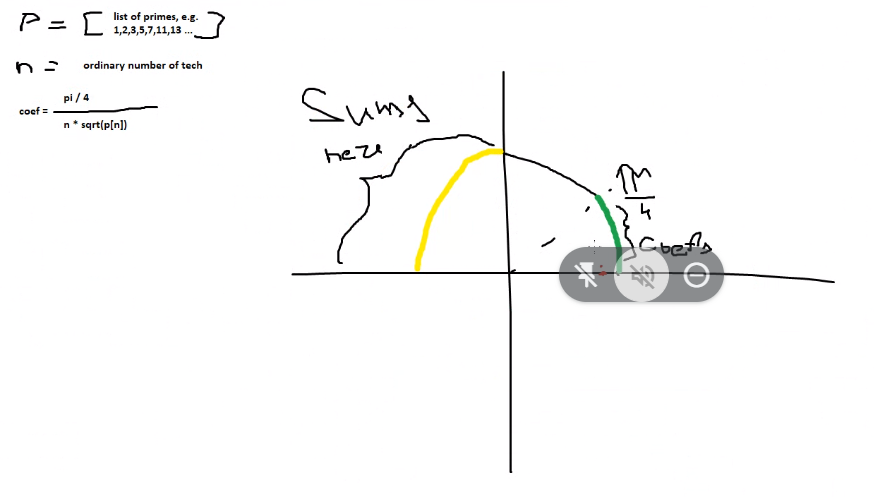 P = [ list of primes, e.g.
1,2,3,5,7,11,13 ... ]
n = ordinary number of tech
coef = pi / 4
n * sqrt(p[n])
Sums
here
π
4
Coefs